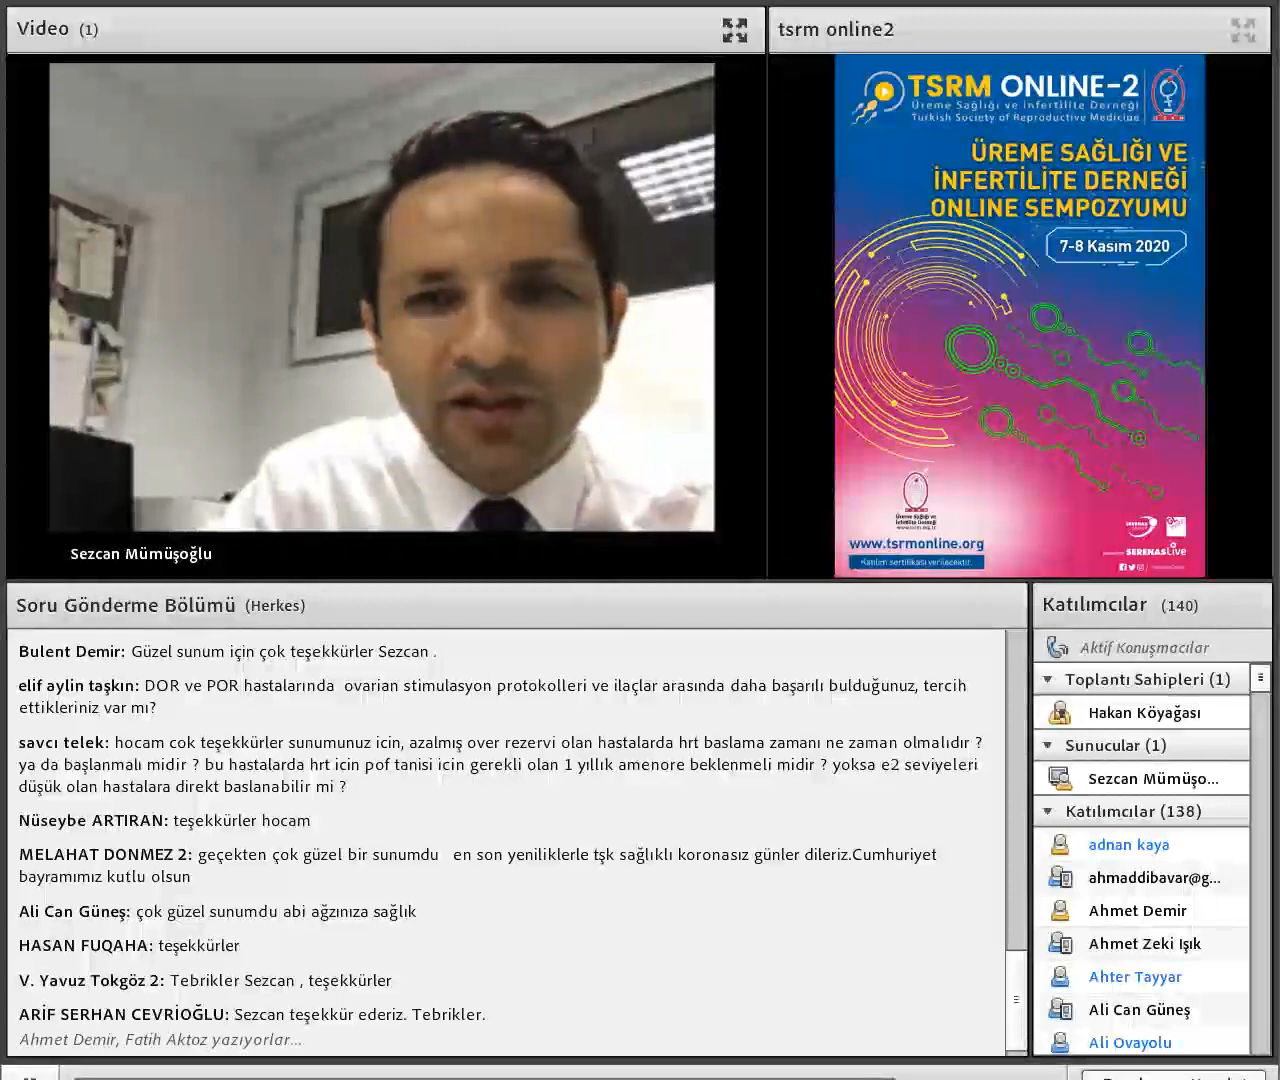 Video (1)
tsrm online2
TSRM ONLINE-2
Üreme Sağlığı ve İnfertilite Derneği
Turkish Society of Reproductive Medicine
ÜREME SAĞLIĞI VE
İNFERTİLİTE DERNEĞİ
ONLINE SEMPOZYUMU
7-8 Kasım 2020
Üreme Sağlığı ve
İnfertilite Derneği
www.tsrmonline.org
Katılım sertifikası verilecektir.
SERENAS
SERENASLive
Sezcan Mümüşoğlu
Soru Gönderme Bölümü (Herkes)
Bulent Demir: Güzel sunum için çok teşekkürler Sezcan .
elif aylin taşkın: DOR ve POR hastalarında ovarian stimulasyon protokolleri ve ilaçlar arasında daha başarılı bulduğunuz, tercih
ettikleriniz var mı?
savcı telek: hocam cok teşekkürler sunumunuz icin, azalmış over rezervi olan hastalarda hrt baslama zamanı ne zaman olmalıdır ?
ya da başlanmalı midir ? bu hastalarda hrt icin pof tanisi icin gerekli olan 1 yıllık amenore beklenmeli midir ? yoksa e2 seviyeleri
düşük olan hastalara direkt baslanabilir mi ?
Nüseybe ARTIRAN: teşekkürler hocam
MELAHAT DONMEZ 2: geçekten çok güzel bir sunumdu en son yeniliklerle tşk sağlıklı koronasız günler dileriz.Cumhuriyet
bayramımız kutlu olsun
Ali Can Güneş: çok güzel sunumdu abi ağzınıza sağlık
HASAN FUQAHA: teşekkürler
V. Yavuz Tokgöz 2: Tebrikler Sezcan , teşekkürler
ARİF SERHAN CEVRİOĞLU: Sezcan teşekkür ederiz. Tebrikler.
Ahmet Demir, Fatih Aktoz yazıyorlar...
Katılımcılar (140)
Aktif Konuşmacılar
Toplantı Sahipleri (1)
Hakan Köyağası
Sunucular (1)
Sezcan Mümüşo...
Katılımcılar (138)
adnan kaya
ahmaddibavar@g...
Ahmet Demir
Ahmet Zeki Işık
Ahter Tayyar
Ali Can Güneş
Ali Ovayolu